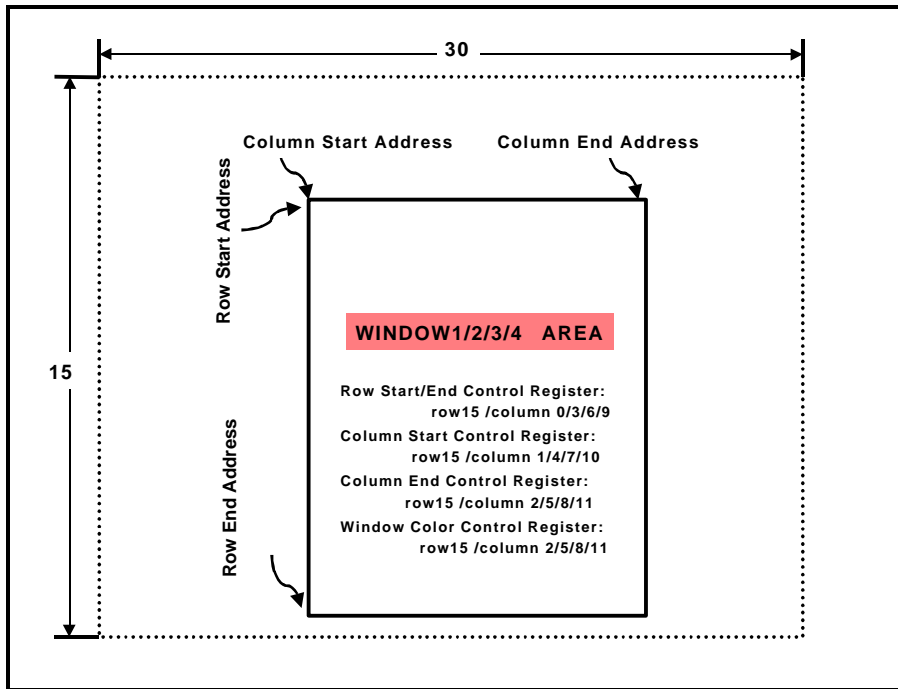 30
Column Start Address
Column End Address
Row Start Address
WINDOW1/2/3/4 AREA
15
Row Start/End Control Register:
row15 /column 0/3/6/9
Column Start Control Register:
row15 /column 1/4/7/10
Column End Control Register:
row15 /column 2/5/8/11
Window Color Control Register:
row15 /column 2/5/8/11
Row End Address